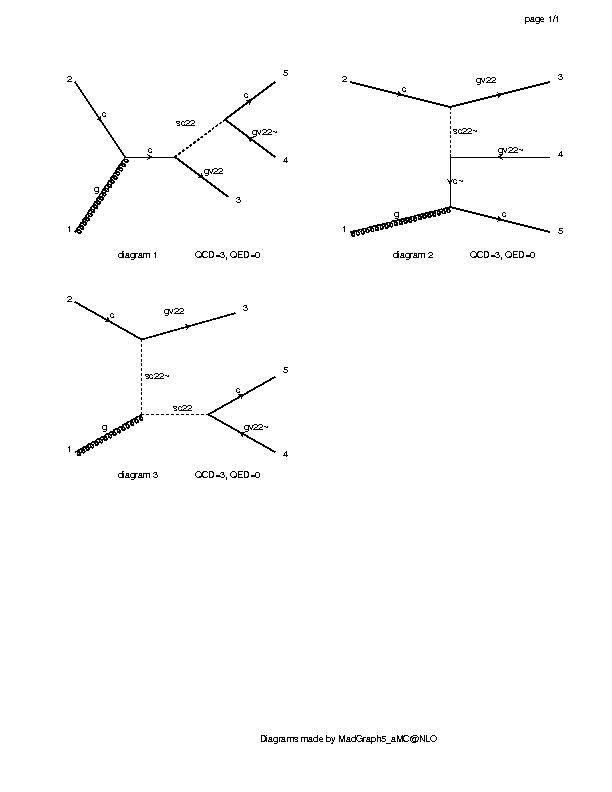 page 1/1
2
c
g
1
c
sc22
c
5
gv22~
4
gv22
3
diagram 1 QCD=3, QED=0
2
c
gv22
3
sc22~
gv22~
4
c~
g
1
c
5
diagram 2 QCD=3, QED=0
2
c
gv22
3
sc22~
g
1
sc22
c
5
gv22~
4
diagram 3 QCD=3, QED=0
Diagrams made by MadGraph5_aMC@NLO